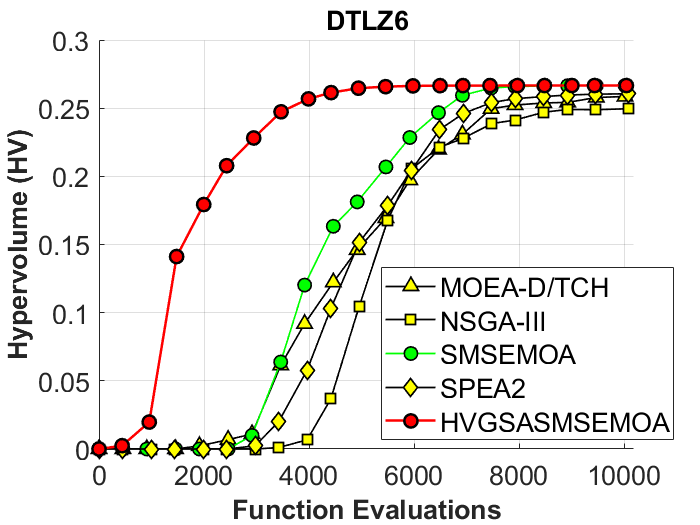 DTLZ6
Hypervolume (HV)
0.3
0.25
0.2
0.15
0.1
0.05
0
0 2000 4000 6000 8000 10000
Function Evaluations
MOEA-D/TCH
NSGA-III
SMSEMOA
SPEA2
HVGSASMSEMOA